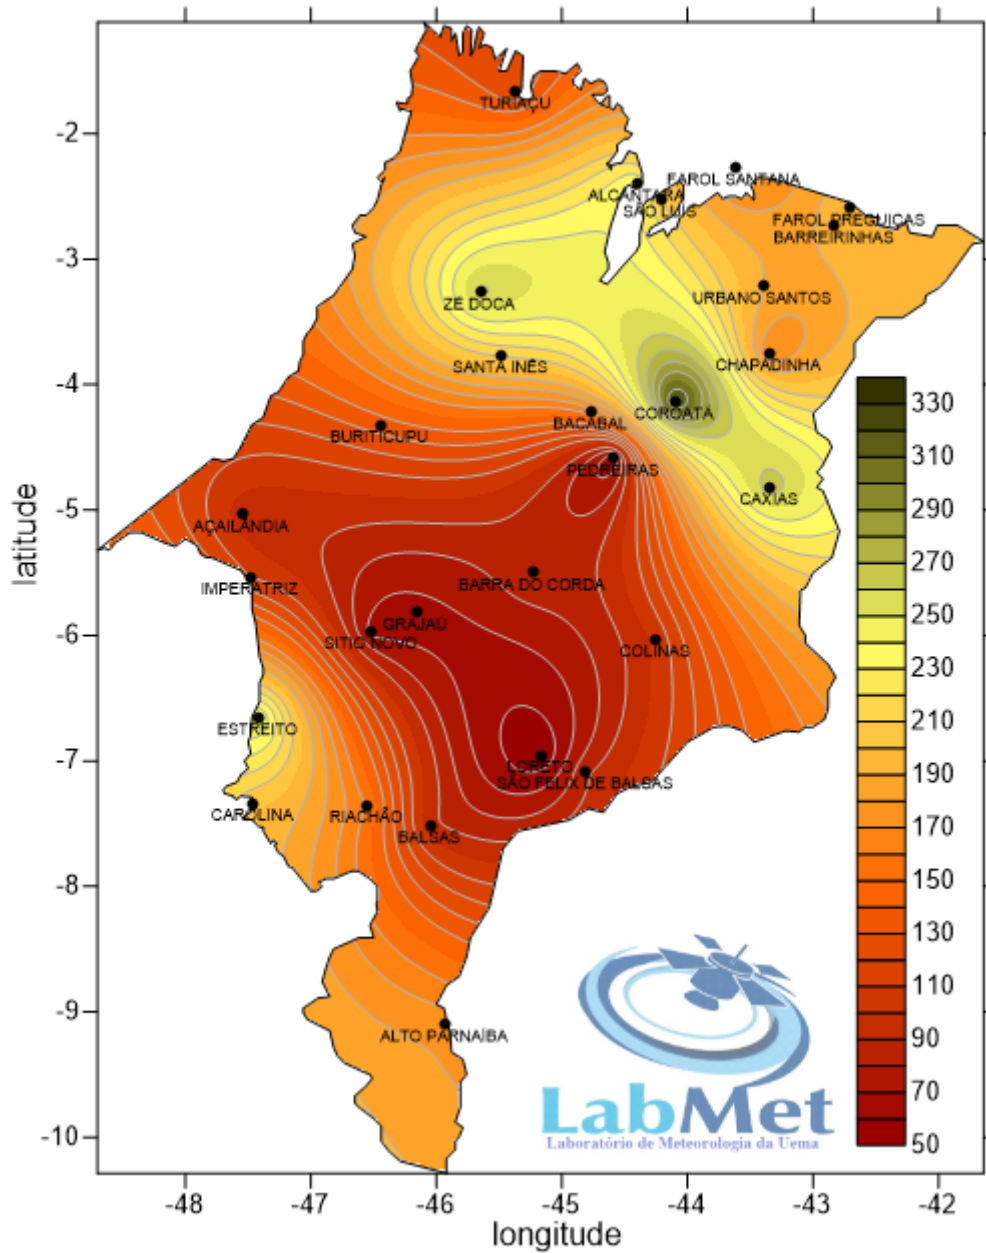 -2
-3
-4
-5
-6
-7
-8
-9
-10
latitude
TURIAÇU
FAROL SANTANA
ALCANTARA
SÃO LUÍS
FAROL PREGUIÇAS
BARREIRINHAS
ZÉ DOCA
URBANO SANTOS
SANTA INÊS
CHAPADINHA
BACABAL
COROATÁ
BURITICUPU
PEDREIRAS
CAXIAS
AÇAILÂNDIA
IMPERATRIZ
BARRA DO CORDA
GRAJAÚ
SITIO NOVO
COLINAS
ESTREITO
LORETO
SÃO FELIX DE BALSAS
CAROLINA
RIACHÃO
BALSAS
ALTO PARNAÍBA
330
310
290
270
250
230
210
190
170
150
130
110
90
70
50
LabMet
Laboratório de Meteorologia da Uema
-48 -47 -46 -45 -44 -43 -42
longitude